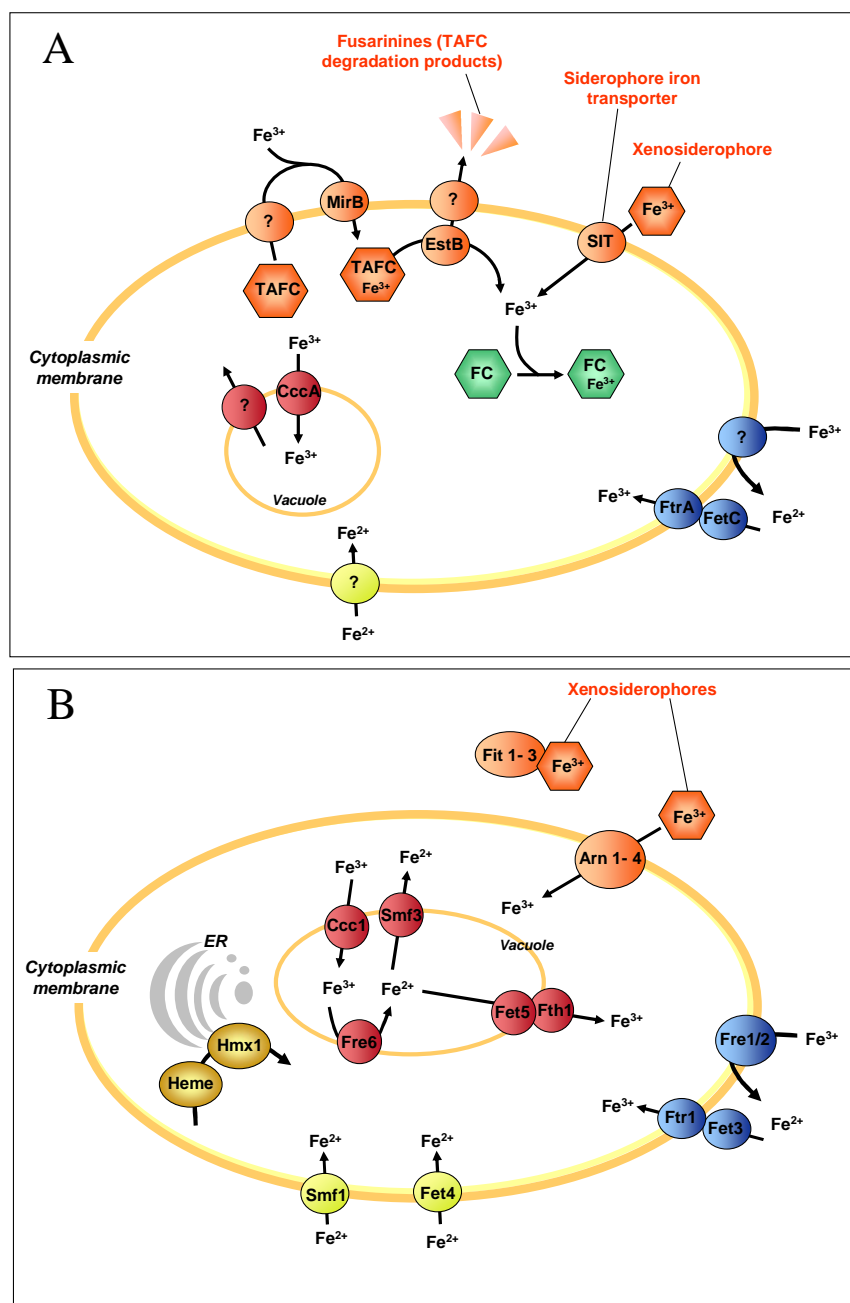 A
Fusarinines (TAFC
degradation products)
Siderophore iron
transporter
Xenosiderophore
Fe³⁺
MirB
?
?
Fe³⁺
SIT
EstB
TAFC
TAFC
Fe³⁺
Fe³⁺
Cytoplasmic
membrane
Fe³⁺
CccA
?
Fe³⁺
Vacuole
FC
FC
Fe³⁺
?
Fe³⁺
Fe³⁺
FtrA
FetC
Fe²⁺
Fe²⁺
?
Fe²⁺
B
Xenosiderophores
Fit 1- 3
Fe³⁺
Fe³⁺
Arn 1- 4
Fe³⁺
Fe³⁺
Fe²⁺
Ccc1
Smf3
Vacuole
ER
Cytoplasmic
membrane
Fe³⁺
Fe²⁺
Fet5
Fth1
Fe³⁺
Fre6
Hmx1
Heme
Fre1/2
Fe³⁺
Fe³⁺
Ftr1
Fet3
Fe²⁺
Fe²⁺
Fe²⁺
Smf1
Fet4
Fe²⁺
Fe²⁺